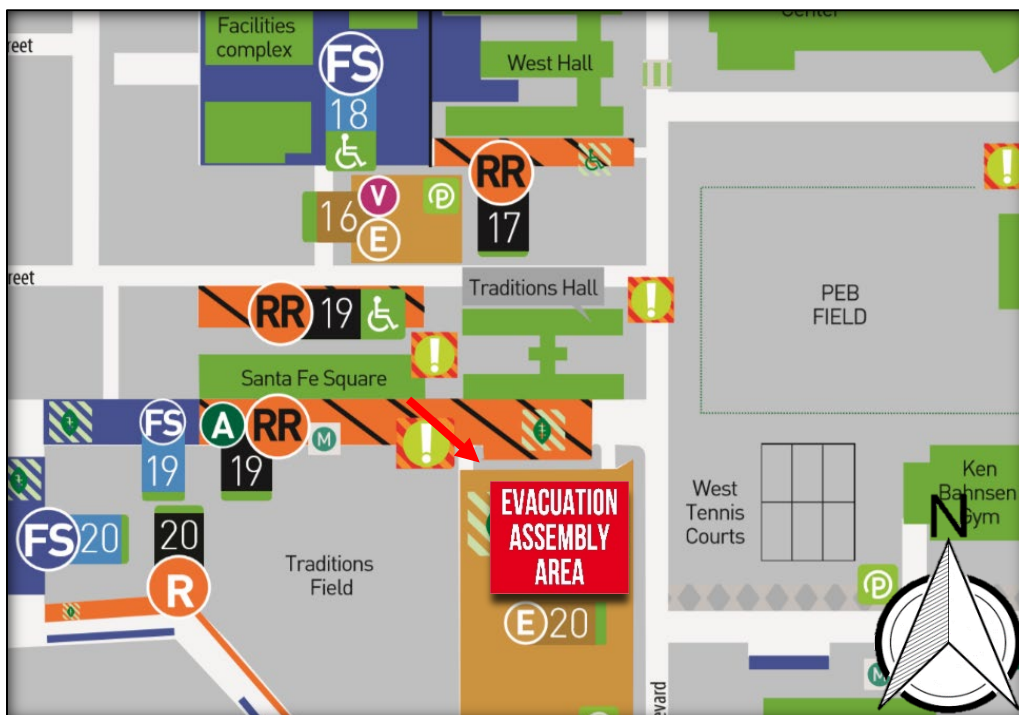 Center
Facilities
complex
reet
FS
West Hall
18
RR
V
16
P
E
17
reet
Traditions Hall
RR
19
!
!
!
PEB
FIELD
!
Santa Fe Square
FS
A
RR
M
19
19
!
Ken
Bahnsen
Gym
West
Tennis
Courts
EVACUATION
ASSEMBLY
AREA
N
FS
20
20
Traditions
Field
R
P
E
20
M
evard